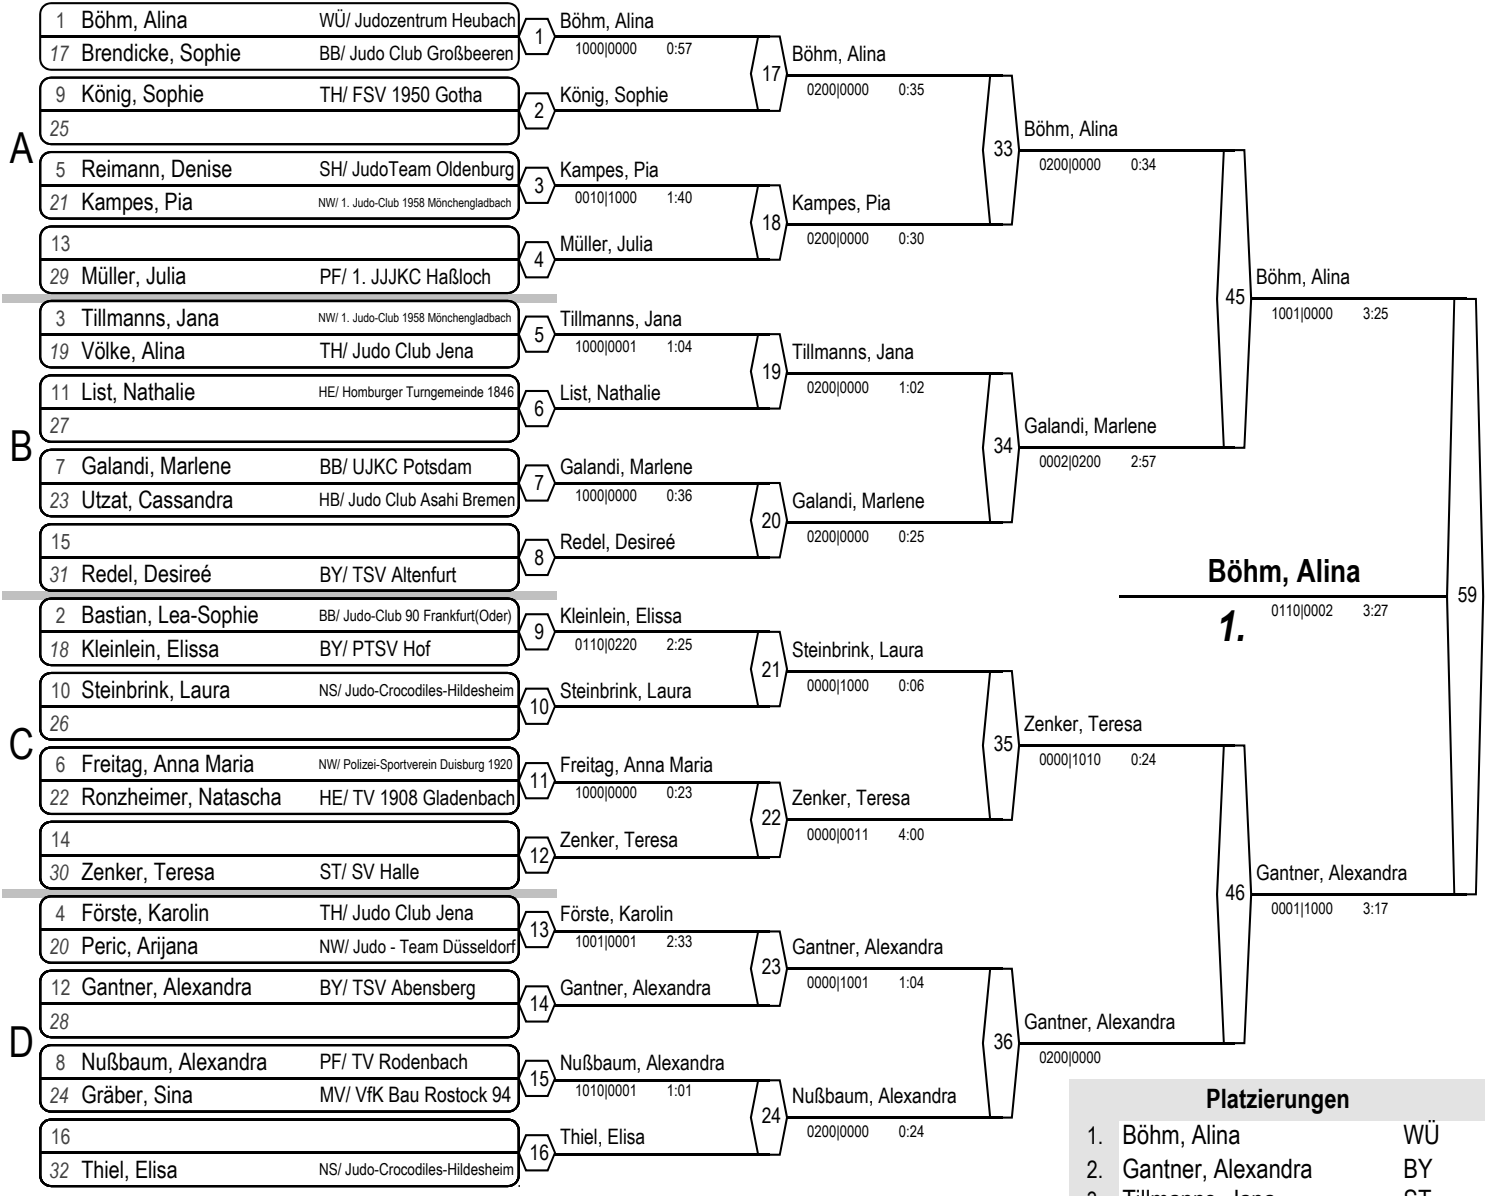 1 Böhm, Alina WÜ/ Judozentrum Heubach
17 Brendicke, Sophie BB/ Judo Club Großbeeren
9 König, Sophie TH/ FSV 1950 Gotha
25
A
5 Reimann, Denise SH/ JudoTeam Oldenburg
21 Kampes, Pia NW/ 1. Judo-Club 1958 Mönchengladbach
13
29 Müller, Julia PF/ 1. JJJKC Haßloch
3 Tillmanns, Jana NW/ 1. Judo-Club 1958 Mönchengladbach
19 Völke, Alina TH/ Judo Club Jena
11 List, Nathalie HE/ Homburger Turngemeinde 1846
27
B
7 Galandi, Marlene BB/ UJKC Potsdam
23 Utzat, Cassandra HB/ Judo Club Asahi Bremen
15
31 Redel, Desireé BY/ TSV Altenfurt
2 Bastian, Lea-Sophie BB/ Judo-Club 90 Frankfurt(Oder)
18 Kleinlein, Elissa BY/ PTSV Hof
10 Steinbrink, Laura NS/ Judo-Crocodiles-Hildesheim
26
C
6 Freitag, Anna Maria NW/ Polizei-Sportverein Duisburg 1920
22 Ronzheimer, Natascha HE/ TV 1908 Gladenbach
14
30 Zenker, Teresa ST/ SV Halle
4 Förste, Karolin TH/ Judo Club Jena
20 Peric, Arijana NW/ Judo - Team Düsseldorf
12 Gantner, Alexandra BY/ TSV Abensberg
28
D
8 Nußbaum, Alexandra PF/ TV Rodenbach
24 Gräber, Sina MV/ VfK Bau Rostock 94
16
32 Thiel, Elisa NS/ Judo-Crocodiles-Hildesheim
1 Böhm, Alina
1000|0000 0:57
2 König, Sophie
3 Kampes, Pia
0010|1000 1:40
4 Müller, Julia
5 Tillmanns, Jana
1000|0001 1:04
6 List, Nathalie
7 Galandi, Marlene
1000|0000 0:36
8 Redel, Desireé
9 Kleinlein, Elissa
0110|0220 2:25
10 Steinbrink, Laura
11 Freitag, Anna Maria
1000|0000 0:23
12 Zenker, Teresa
13 Förste, Karolin
1001|0001 2:33
14 Gantner, Alexandra
15 Nußbaum, Alexandra
1010|0001 1:01
16 Thiel, Elisa
17 Böhm, Alina
0200|0000 0:35
18 Kampes, Pia
0200|0000 0:30
19 Tillmanns, Jana
0200|0000 1:02
20 Galandi, Marlene
0200|0000 0:25
21 Steinbrink, Laura
0000|1000 0:06
22 Zenker, Teresa
0000|0011 4:00
23 Gantner, Alexandra
0000|1001 1:04
24 Nußbaum, Alexandra
0200|0000 0:24
33 Böhm, Alina
0200|0000 0:34
34 Galandi, Marlene
0002|0200 2:57
35 Zenker, Teresa
0000|1010 0:24
36 Gantner, Alexandra
0200|0000
45 Böhm, Alina
1001|0000 3:25
46 Gantner, Alexandra
0001|1000 3:17
Böhm, Alina 59
1. 0110|0002 3:27
Platzierungen
1. Böhm, Alina WÜ
2. Gantner, Alexandra BY